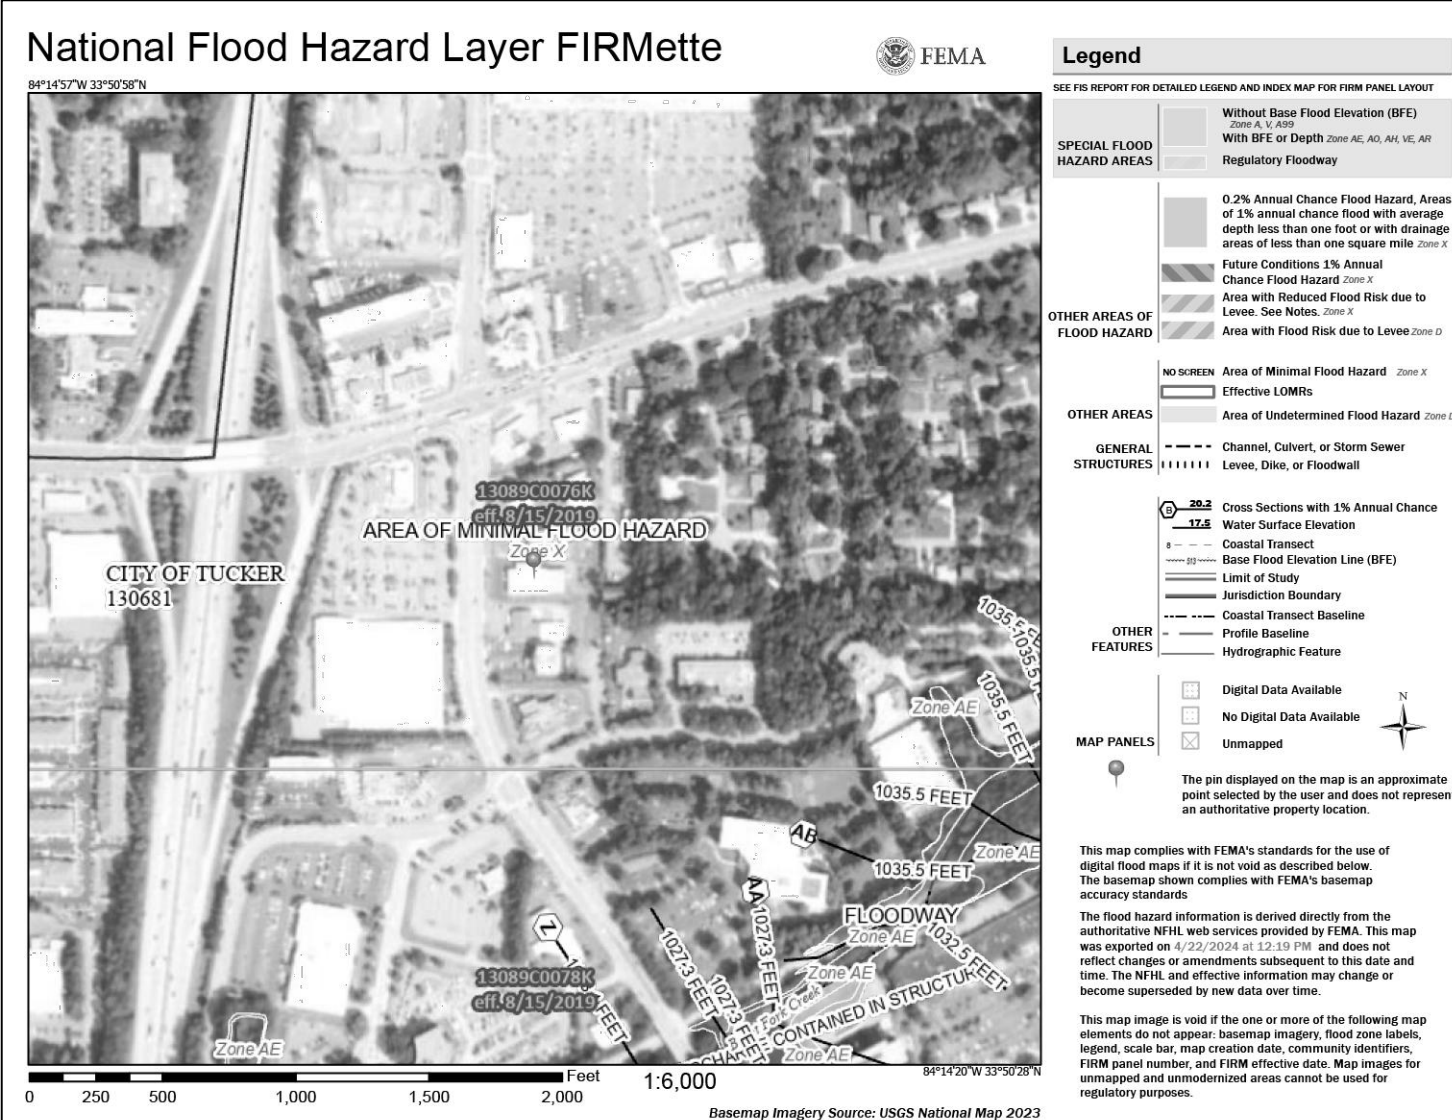 National Flood Hazard Layer FIRMette
FEMA
84°14'57"W 33°50'58"N
13089C0076K
eff. 8/15/2019
AREA OF MINIMAL FLOOD HAZARD
Zone X
CITY OF TUCKER
130681
1035.5 FEET
1035.5 FEET
Zone AE
1035.5 FEET
AB
Zone AE
1035.5 FEET
AA
1027.3 FEET
FLOODWAY
Zone AE
1032.5 FEET
Z
1027.3 FEET
Zone AE
13089C0078K
eff. 8/15/2019
FEET
1027.3 FEET
Fork Creek
CONTAINED IN STRUCTURE
Zone AE
Zone AE
84°14'20"W 33°50'28"N
Feet
0 250 500 1,000 1,500 2,000
1:6,000
Basemap Imagery Source: USGS National Map 2023
Legend
SEE FIS REPORT FOR DETAILED LEGEND AND INDEX MAP FOR FIRM PANEL LAYOUT
SPECIAL FLOOD
HAZARD AREAS
Without Base Flood Elevation (BFE)
Zone A, V, A99
With BFE or Depth Zone AE, AO, AH, VE, AR
Regulatory Floodway
0.2% Annual Chance Flood Hazard, Areas
of 1% annual chance flood with average
depth less than one foot or with drainage
areas of less than one square mile Zone X
Future Conditions 1% Annual
Chance Flood Hazard Zone X
Area with Reduced Flood Risk due to
Levee. See Notes. Zone X
Area with Flood Risk due to Levee Zone D
OTHER AREAS OF
FLOOD HAZARD
NO SCREEN Area of Minimal Flood Hazard Zone X
Effective LOMRs
OTHER AREAS
Area of Undetermined Flood Hazard Zone
GENERAL
STRUCTURES
Channel, Culvert, or Storm Sewer
Levee, Dike, or Floodwall
B 20.2 Cross Sections with 1% Annual Chance
17.5 Water Surface Elevation
8 Coastal Transect
513 Base Flood Elevation Line (BFE)
Limit of Study
Jurisdiction Boundary
Coastal Transect Baseline
OTHER
FEATURES
Profile Baseline
Hydrographic Feature
Digital Data Available
No Digital Data Available
Unmapped
MAP PANELS
N
The pin displayed on the map is an approximate
point selected by the user and does not represen
an authoritative property location.
This map complies with FEMA's standards for the use of
digital flood maps if it is not void as described below.
The basemap shown complies with FEMA's basemap
accuracy standards
The flood hazard information is derived directly from the
authoritative NFHL web services provided by FEMA. This map
was exported on 4/22/2024 at 12:19 PM and does not
reflect changes or amendments subsequent to this date and
time. The NFHL and effective information may change or
become superseded by new data over time.
This map image is void if the one or more of the following map
elements do not appear: basemap imagery, flood zone labels,
legend, scale bar, map creation date, community identifiers,
FIRM panel number, and FIRM effective date. Map images for
unmapped and unmodernized areas cannot be used for
regulatory purposes.